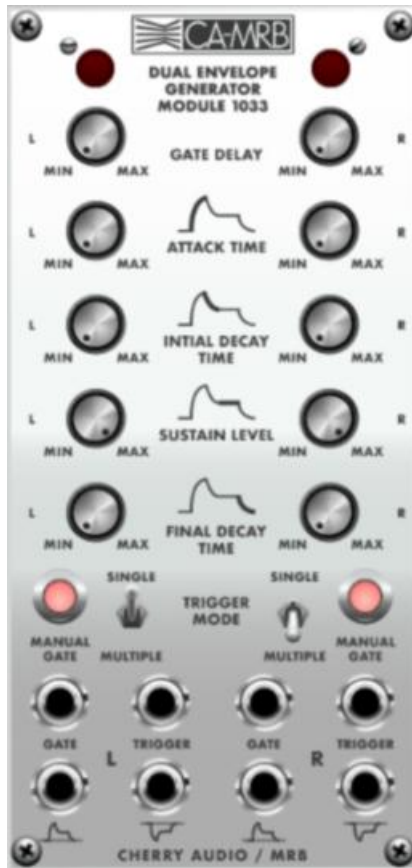 CA-MRB
DUAL ENVELOPE
GENERATOR
MODULE 1033
L R
GATE DELAY
MIN MAX MIN MAX
L R
ATTACK TIME
MIN MAX MIN MAX
L R
INTIAL DECAY
TIME
MIN MAX MIN MAX
L R
SUSTAIN LEVEL
MIN MAX MIN MAX
L R
FINAL DECAY
TIME
MIN MAX MIN MAX
SINGLE SINGLE
TRIGGER
MODE
MANUAL
GATE
MULTIPLE MULTIPLE
MANUAL
GATE
GATE TRIGGER GATE TRIGGER
L R
CHERRY AUDIO / MRB